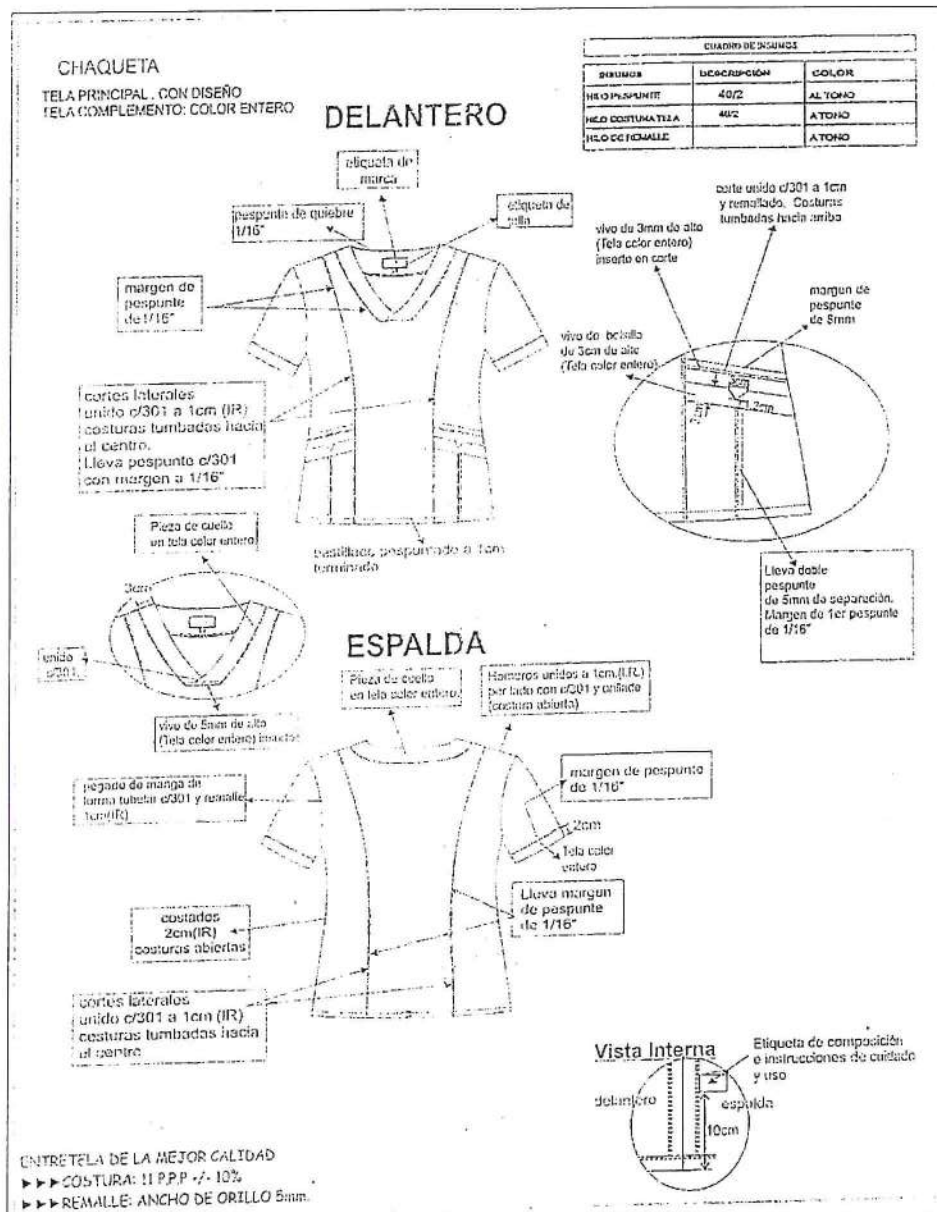 CHAQUETA
TELA PRINCIPAL, CON DISEÑO
TELA COMPLEMENTO: COLOR ENTERO
CUADRO DE INSUMOS
INSUMOS DESCRIPCIÓN COLOR
HILO PESPUNTE 40/2 AL TONO
HILO COSTURA TELA 40/2 A TONO
HILO DE REMALLE A TONO
DELANTERO
etiqueta de
marca
pespunte de quiebre
1/16"
etiqueta de
talla
margen de
pespunte
de 1/16"
cortes laterales
unido c/301 a 1cm (IR)
costuras tumbadas hacia
el centro.
Lleva pespunte c/301
con margen a 1/16"
corte unido c/301 a 1cm
y remallado. Costuras
tumbadas hacia arriba
vivo de 3mm de alto
(Tela color entero)
inserto en corte
margen de
pespunte
de 8mm
vivo de bolsillo
de 3cm de alto
(Tela color entero)
1.2cm
Lleva doble
pespunte
de 5mm de separación.
Margen de 1er pespunte
de 1/16"
bastillado, pespuntado a 1cm
terminado
Pieza de cuello
en tela color entero
3cm
unido
c/301.
vivo de 5mm de alto
(Tela color entero)
ESPALDA
Pieza de cuello
en tela color entero.
Hombros unidos a 1cm.(I.R.)
por lado con c/301 y
(costura abierta)
pegado de manga de
forma tubular c/301 y remalle
1cm(IR)
margen de pespunte
de 1/16"
2cm
Tela color
entero
costados
2cm(IR)
costuras abiertas
Lleva margen
de pespunte
de 1/16"
cortes laterales
unido c/301 a 1cm (IR)
costuras tumbadas hacia
el centro
Vista Interna
Etiqueta de composición
e instrucciones de cuidado
y uso
delantero
espalda
10cm
ENTRETELA DE LA MEJOR CALIDAD
►►►COSTURA: 11 P.P.P +/- 10%
►►►REMALLE: ANCHO DE ORILLO 5mm.